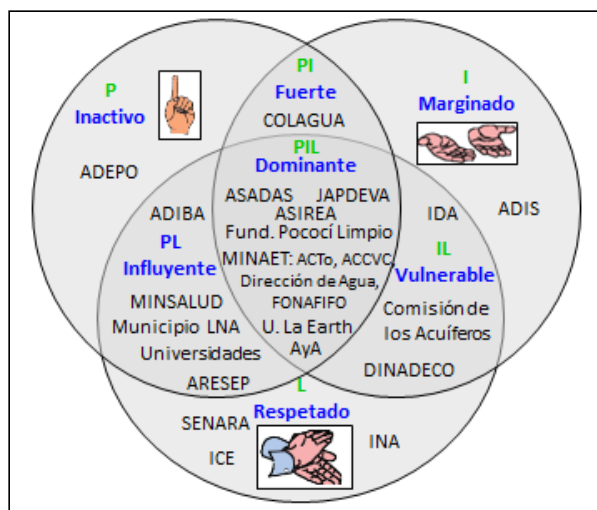 P
Inactivo
ADEPO
PI
Fuerte
COLAGUA
I
Marginado
ADIS
PIL
Dominante
ASADAS JAPDEVA
ASIREA
Fund. Pococí Limpio
MINAET: ACTo, ACCVC,
Dirección de Agua,
FONAFIFO
U. La Earth
AyA
ADIBA
PL
Influyente
MINSALUD
Municipio LNA
Universidades
ARESEP
IDA
IL
Vulnerable
Comisión de
los Acuíferos
DINADECO
L
Respetado
SENARA
ICE
INA